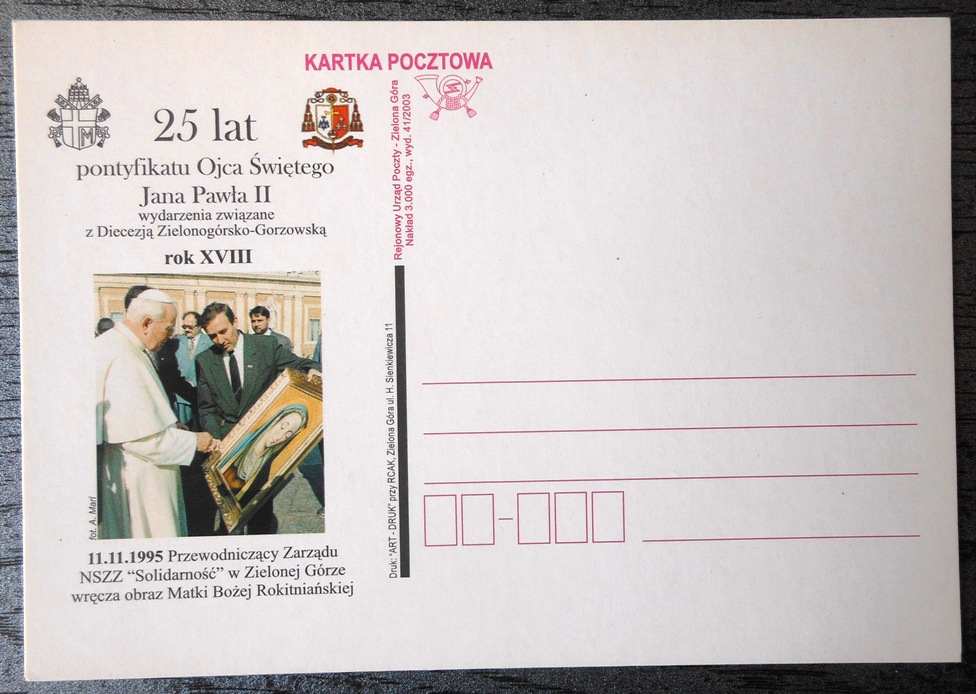 KARTKA POCZTOWA
25 lat
pontyfikatu Ojca Świętego
Jana Pawła II
wydarzenia związane
z Diecezją Zielonogórsko-Gorzowską
rok XVIII
fot. A. Mari
11.11.1995 Przewodniczący Zarządu
NSZZ “Solidarność” w Zielonej Górze
wręcza obraz Matki Bożej Rokitniańskiej
Rejonowy Urząd Poczty - Zielona Góra
Nakład 3.000 egz., wyd. 41/2003
Druk: "ART - DRUK" przy RCAK, Zielona Góra ul. H. Sienkiewicza 11
M